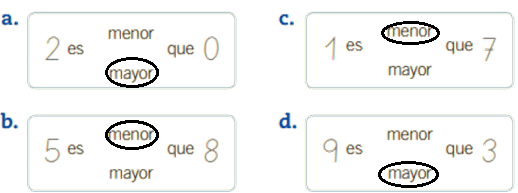 a. 2 es menor mayor que 0
c. 1 es menor mayor que 7
b. 5 es menor mayor que 8
d. 9 es menor mayor que 3